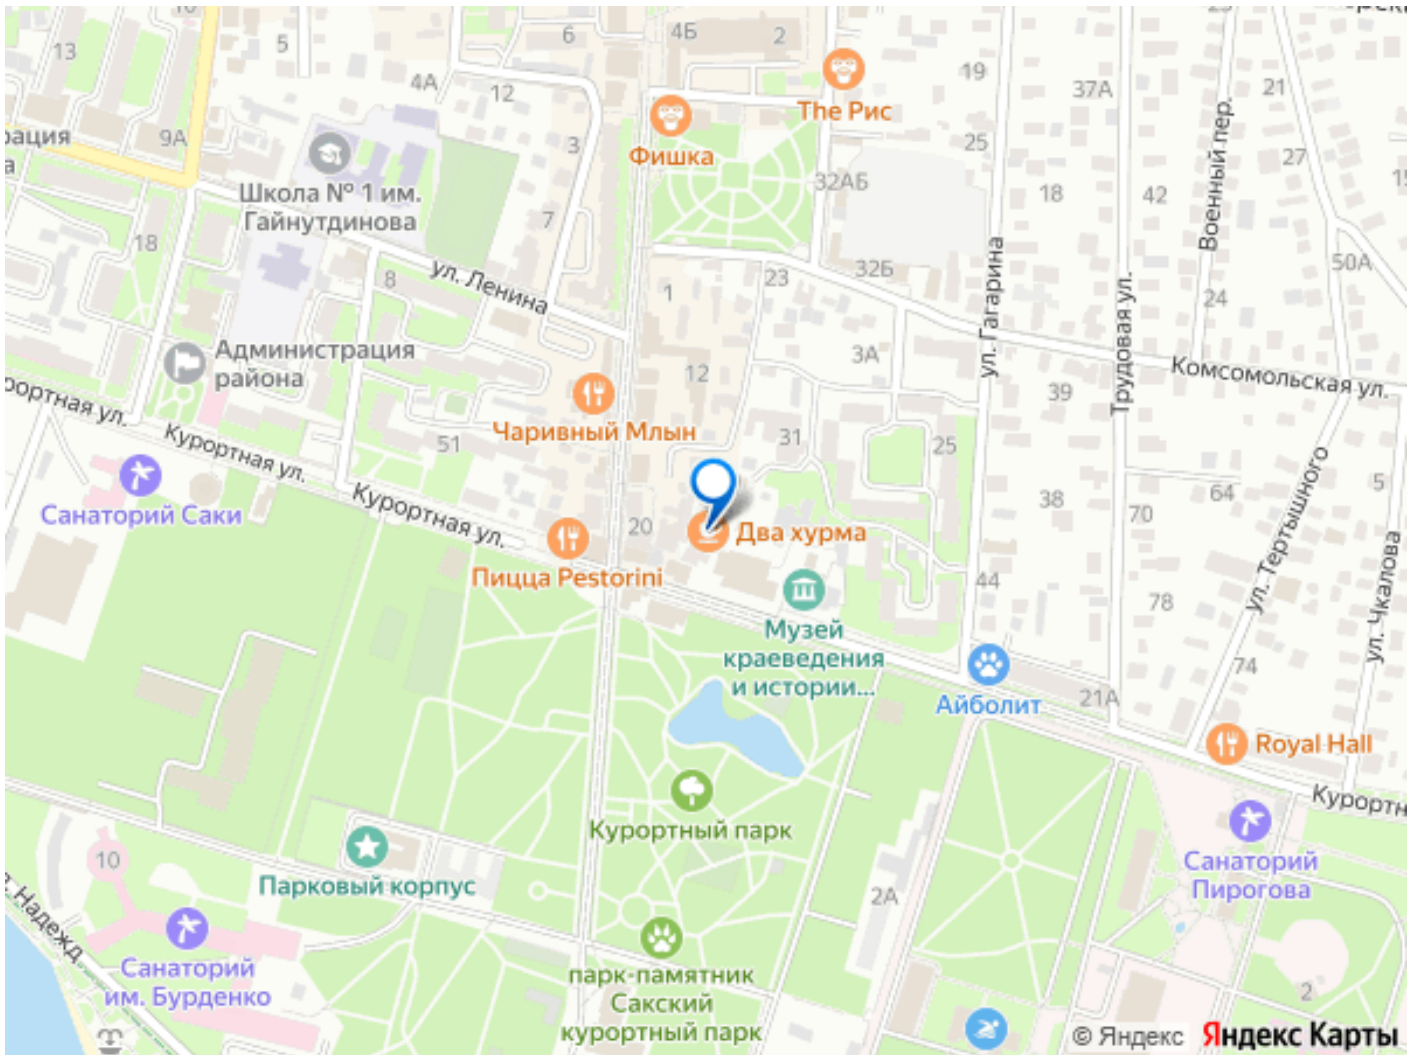 13
5
6
4Б
2
The Рис
19
37А
21
4А
12
Фишка
рация
а
9А
Школа № 1 им.
Гайнутдинова
3
25
27
Военный пер.
32АБ
18
42
7
18
ул. Ленина
8
1
23
32Б
ул. Гагарина
Трудовая ул.
24
50А
Администрация
района
12
3А
Комсомольская ул.
39
Курортная ул.
Чаривный Млын
51
31
25
Санаторий Саки
Курортная ул.
20
Два хурма
38
64
70
5
ул. Тертышного
ул. Чкалова
Пицца Pestorini
44
78
Музей
краеведения
и истории...
74
Айболит
21А
Royal Hall
Курортный парк
Парковый корпус
10
2А
Санаторий
Пирогова
Санаторий
им. Бурденко
парк-памятник
Сакский
курортный парк
2
© Яндекс Яндекс Карты